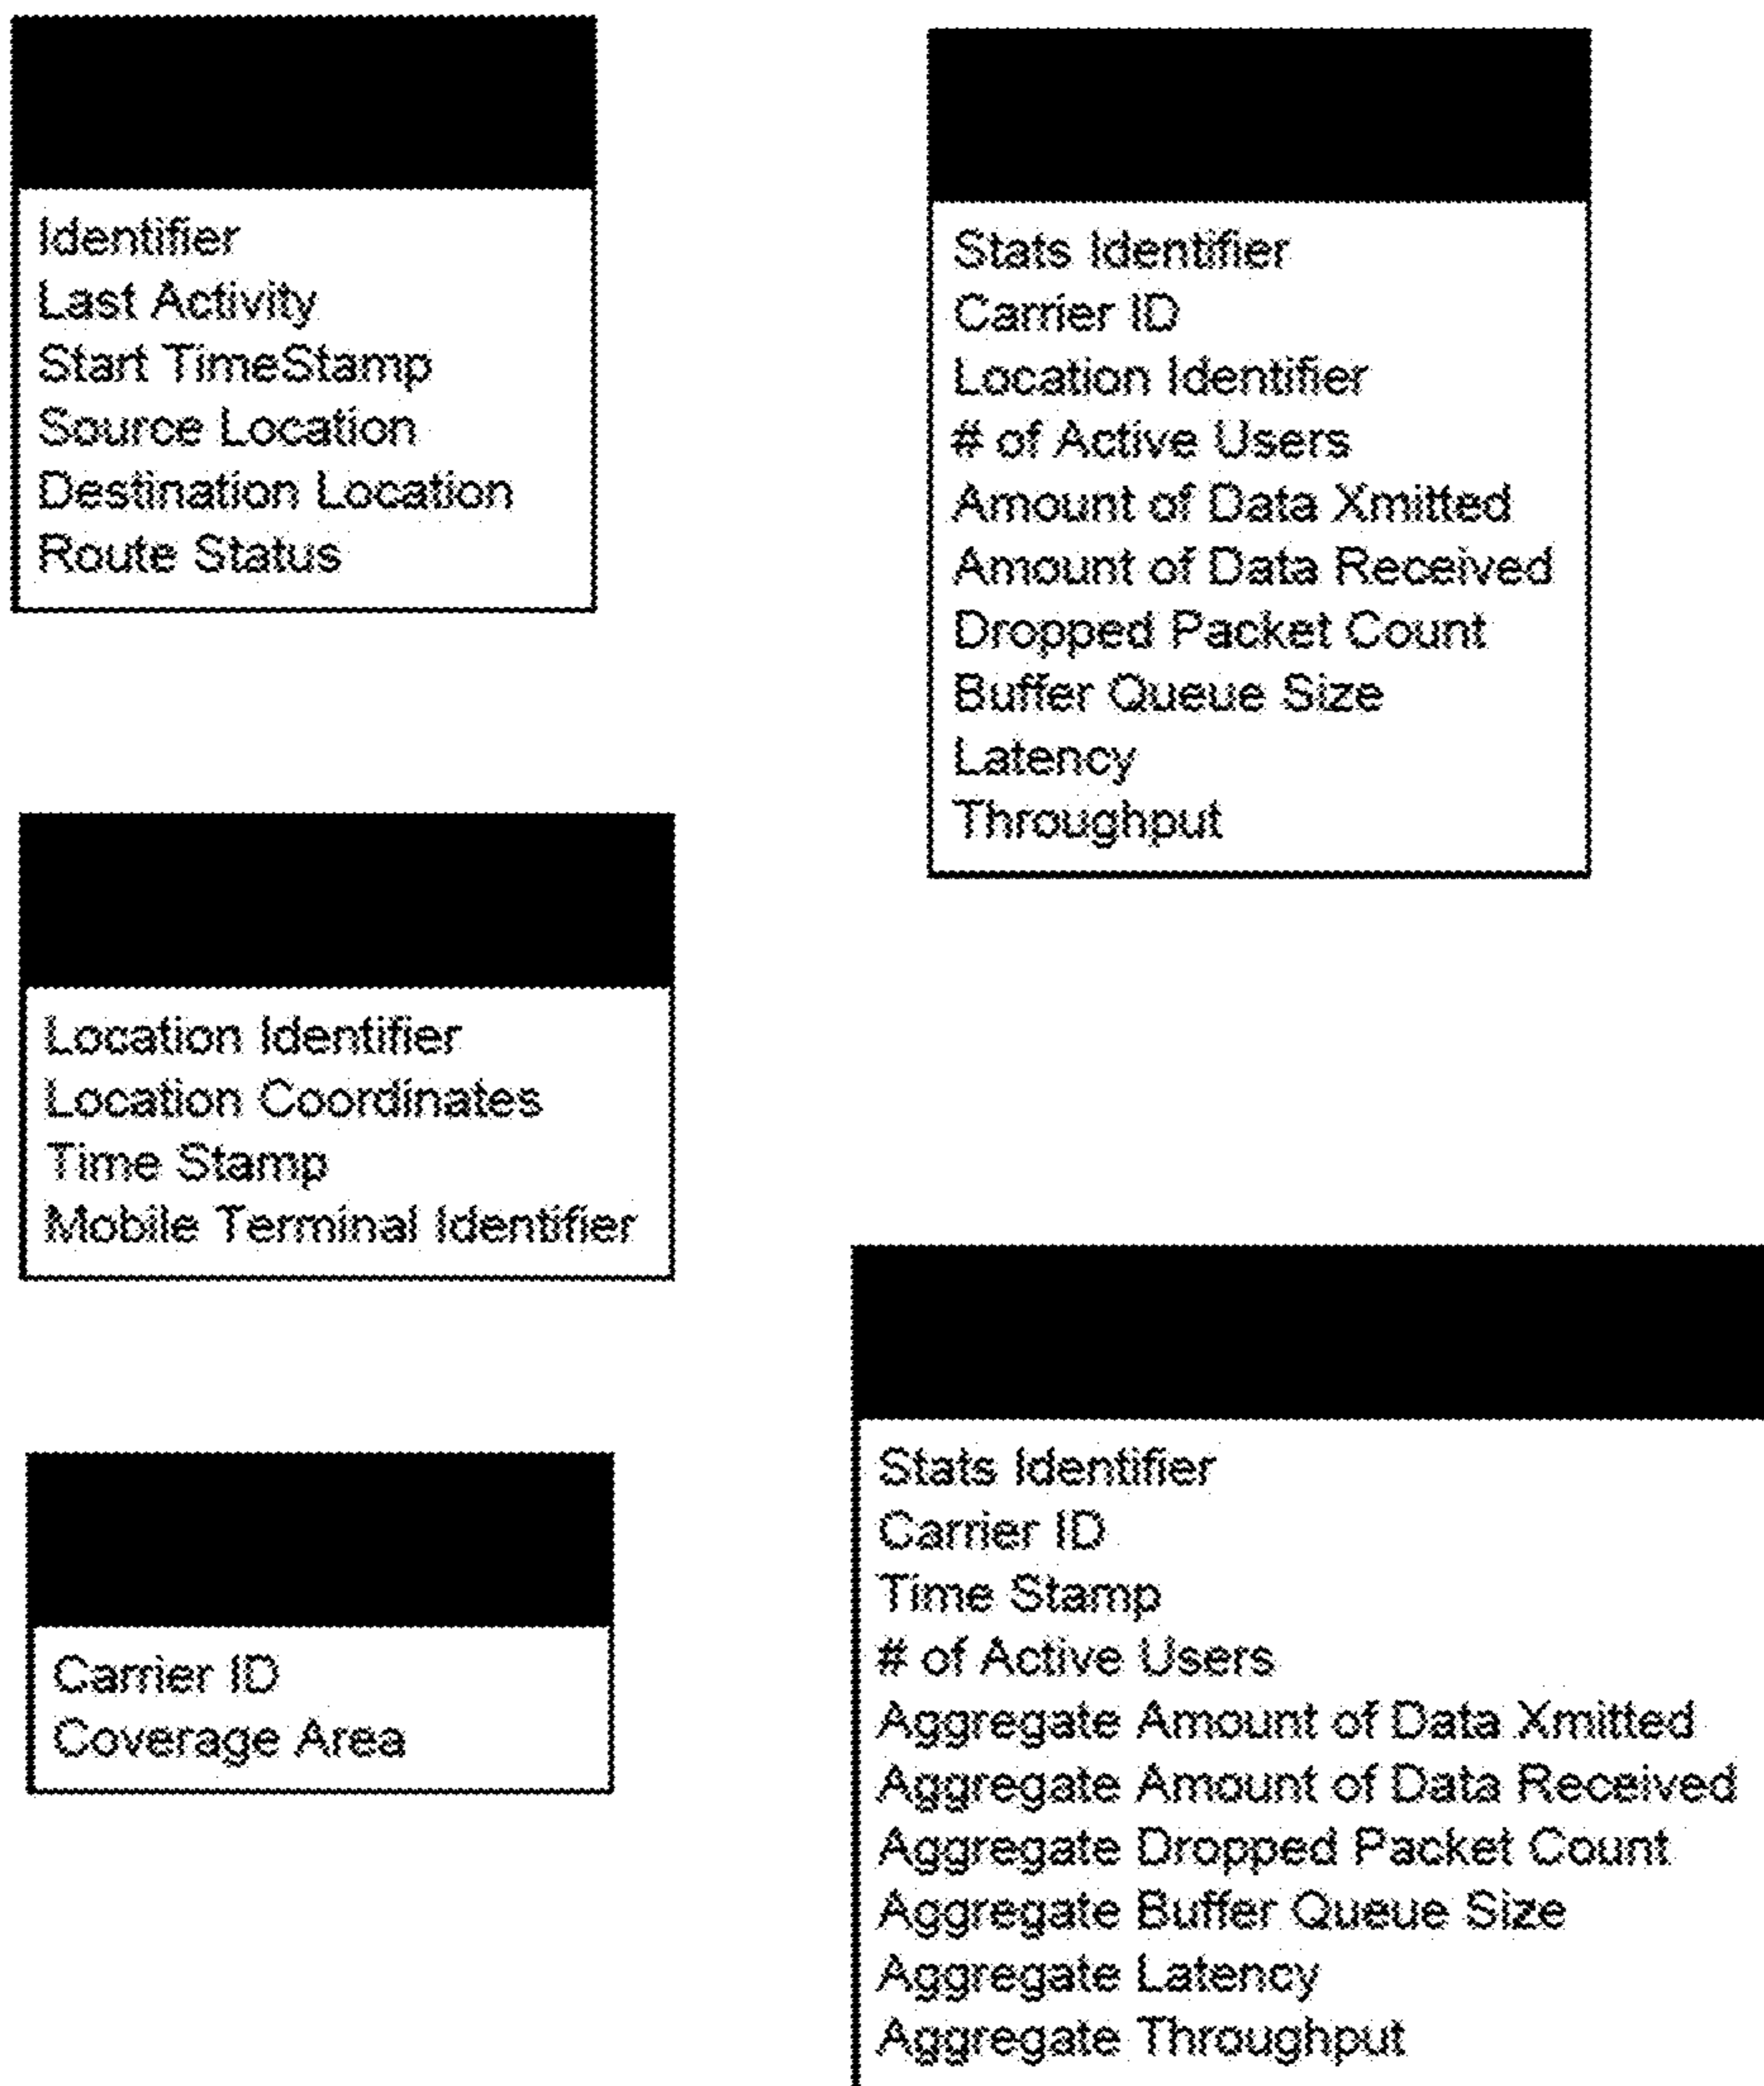 Identifier
Last Activity
Start TimeStamp
Source Location
Destination Location
Route Status
Stats Identifier
Carrier ID
Location Identifier
# of Active Users
Amount of Data Xmitted
Amount of Data Received
Dropped Packet Count
Buffer Queue Size
Latency
Throughput
Location Identifier
Location Coordinates
Time Stamp
Mobile Terminal Identifier
Carrier ID
Coverage Area
Stats Identifier
Carrier ID
Time Stamp
# of Active Users
Aggregate Amount of Data Xmitted
Aggregate Amount of Data Received
Aggregate Dropped Packet Count
Aggregate Buffer Queue Size
Aggregate Latency
Aggregate Throughput